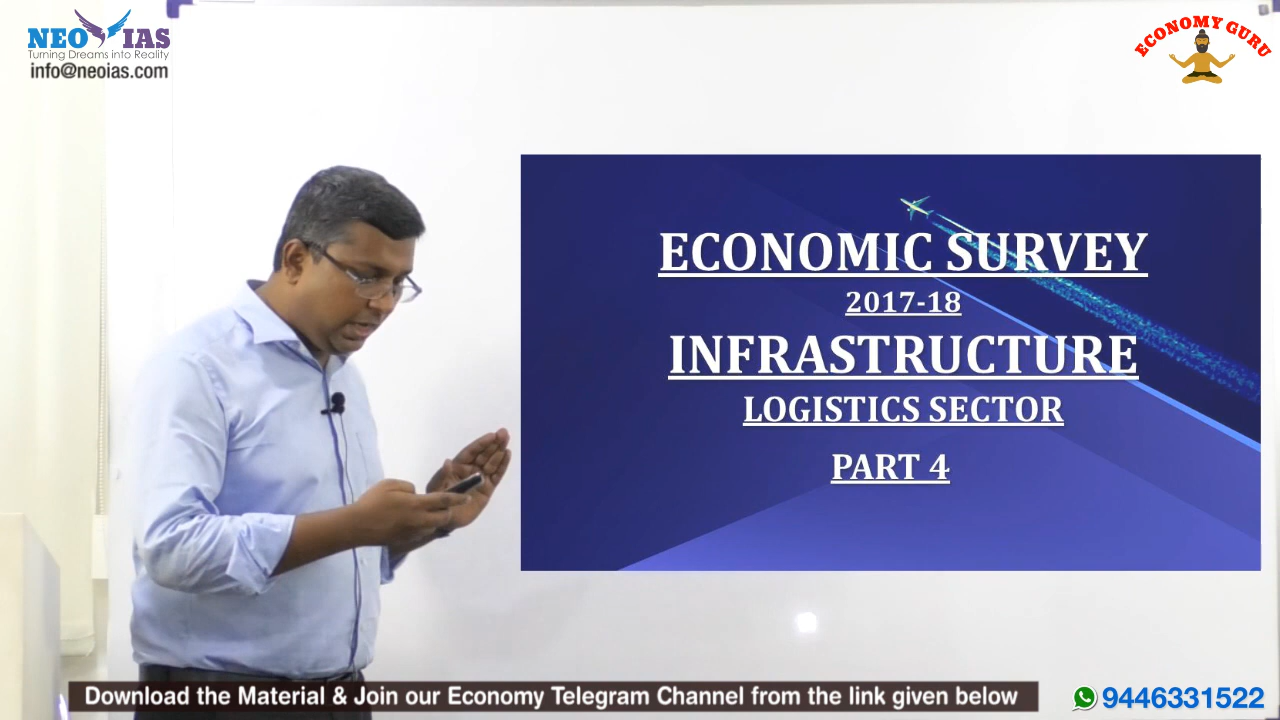 NEO IAS
Turning Dreams into Reality
info@neoias.com
ECONOMY GURU
ECONOMIC SURVEY
2017-18
INFRASTRUCTURE
LOGISTICS SECTOR
PART 4
Download the Material & Join our Economy Telegram Channel from the link given below
9446331522